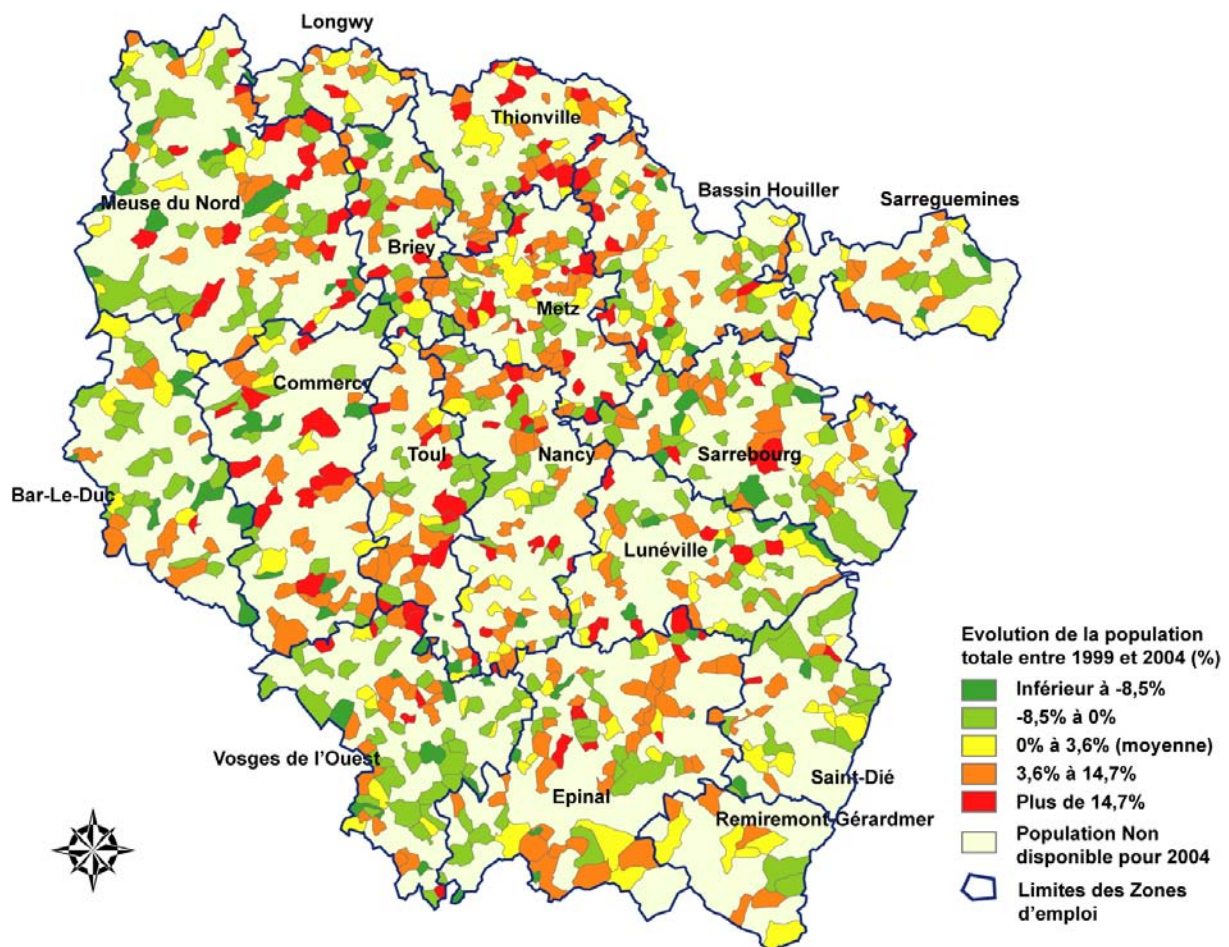 Longwy
Thionville
Bassin Houiller
Sarreguemines
Meuse du Nord
Briey
Metz
Commercy
Toul
Nancy
Sarrebourg
Bar-Le-Duc
Lunéville
Vosges de l'Ouest
Epinal
Saint-Dié
Remiremont-Gérardmer
Evolution de la population
totale entre 1999 et 2004 (%)
Inférieur à -8,5%
-8,5% à 0%
0% à 3,6% (moyenne)
3,6% à 14,7%
Plus de 14,7%
Population Non
disponible pour 2004
Limites des Zones
d'emploi